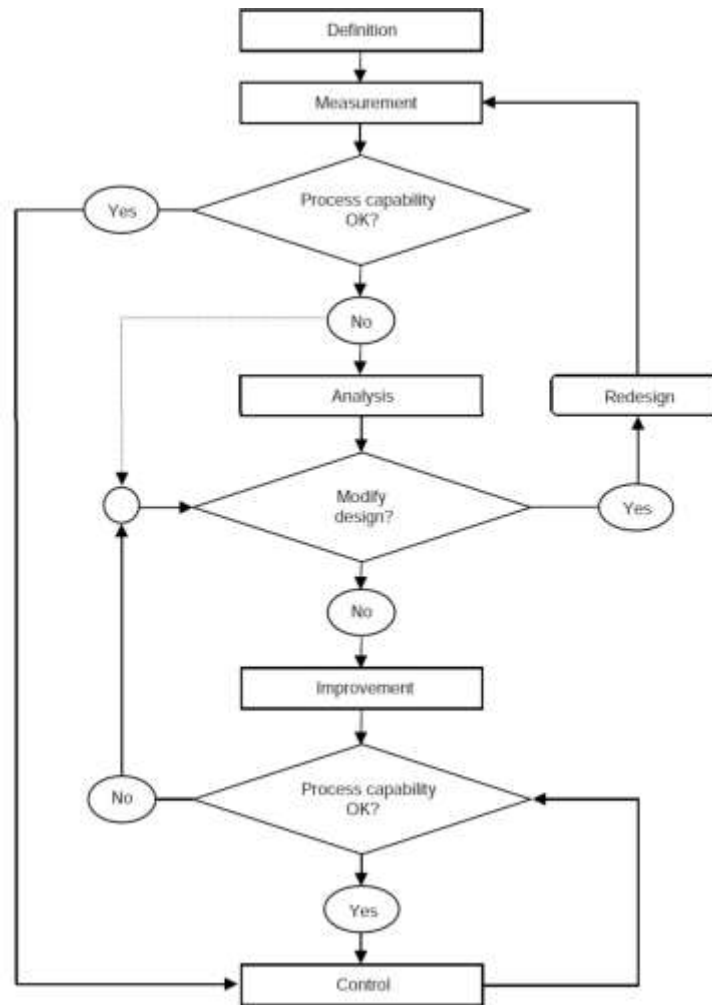 Definition
Measurement
Process capability
OK?
Yes
No
Analysis
Redesign
Modify
design?
Yes
No
Improvement
Process capability
OK?
No
Yes
Control